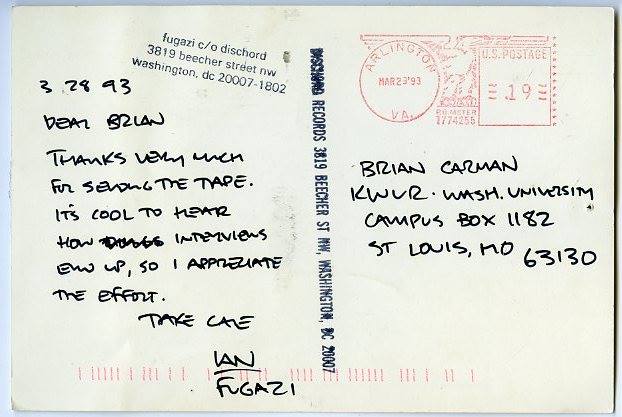 fugazi c/o dischord
3819 beecher street nw
washington, dc 20007-1802
3 28 93
DEAR BRIAN
THANKS VERY MUCH
FOR SENDING THE TAPE.
IT'S COOL TO HEAR
HOW INTERVIEWS
END UP, SO I APPRECIATE
THE EFFORT.
TAKE CARE
IAN
FUGAZI
RECORDS 3819 BEECHER ST NW, WASHINGTON, DC 20007
ARLINGTON
MAR 29'93
VA.
U.S. POSTAGE
19
PB METER
7774255
BRIAN CARMAN
KWUR - WASH. UNIVERSITY
CAMPUS BOX 1182
ST LOUIS, MO 63130